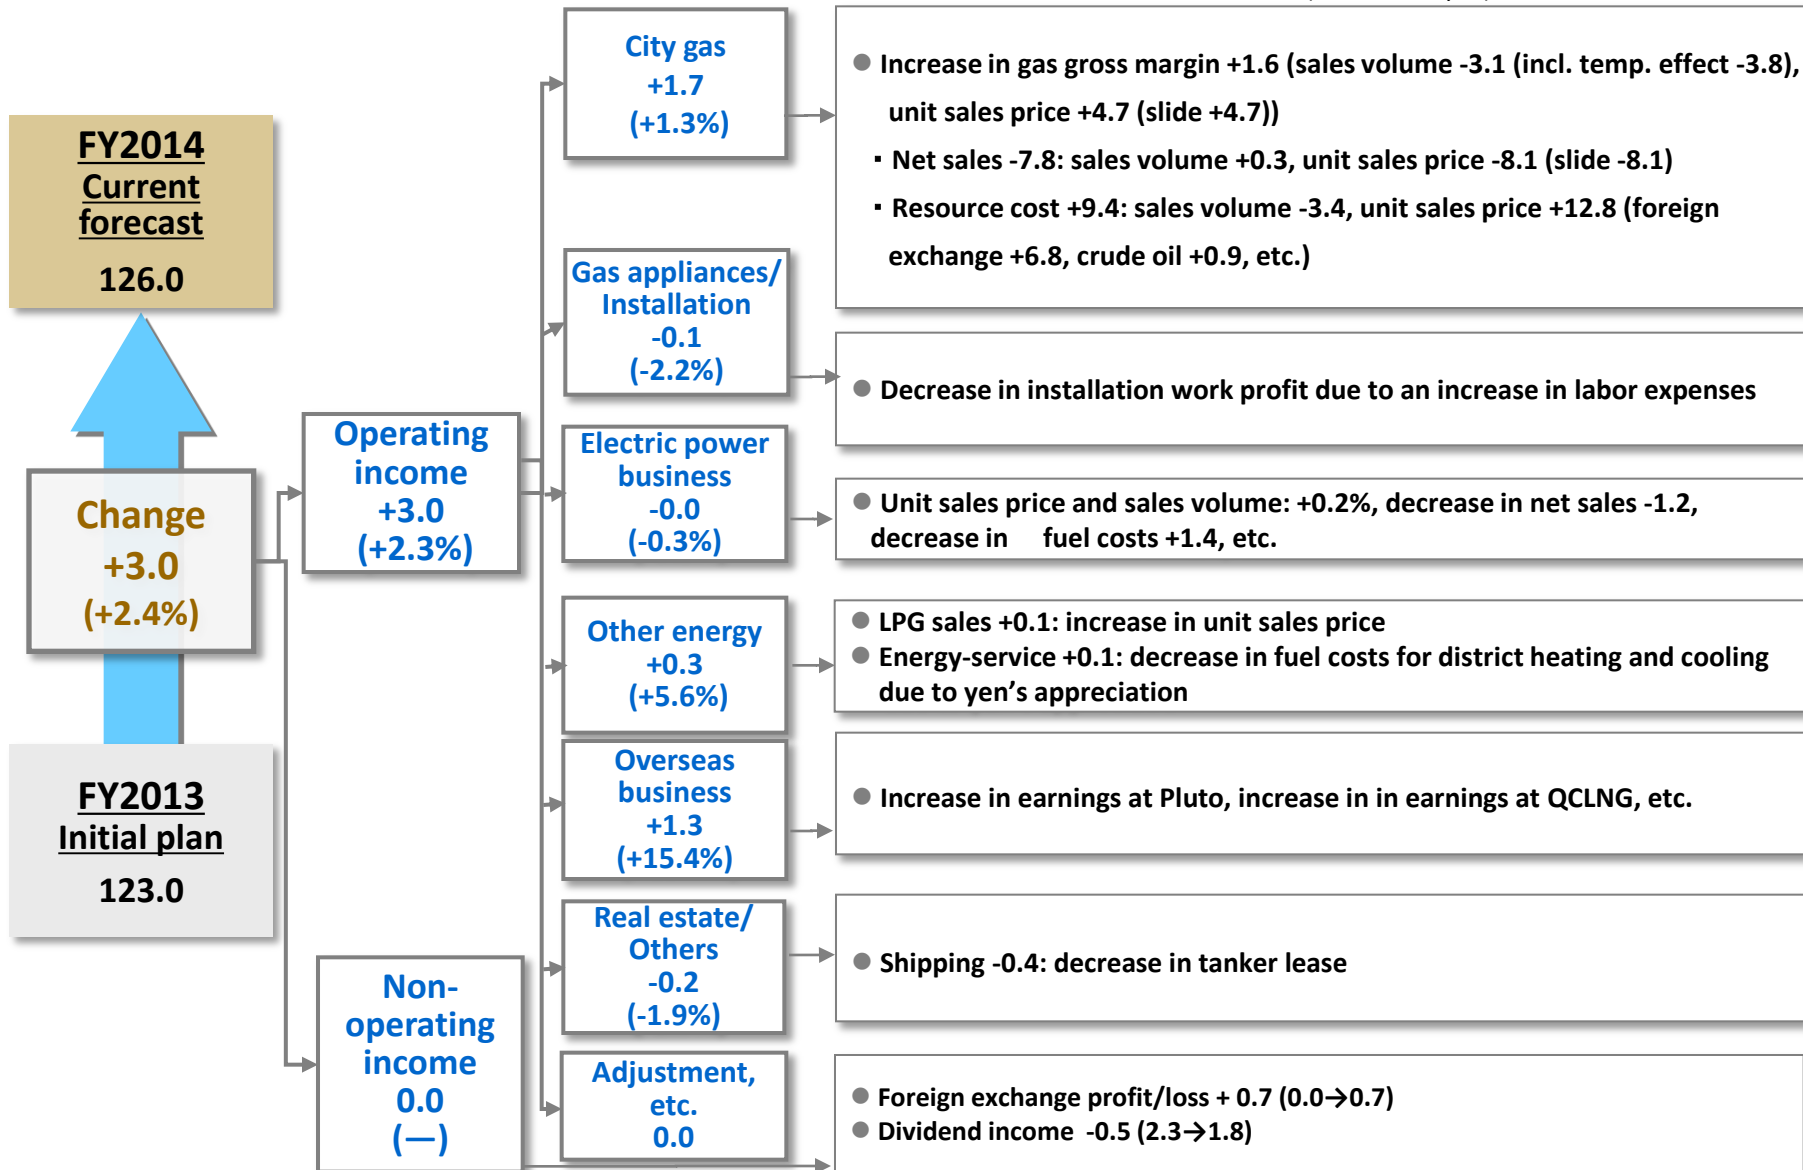 FY2014
Current
forecast
126.0
Change
+3.0
(+2.4%)
FY2013
Initial plan
123.0
Operating
income
+3.0
(+2.3%)
Non-
operating
income
0.0
(—)
City gas
+1.7
(+1.3%)
● Increase in gas gross margin +1.6 (sales volume -3.1 (incl. temp. effect -3.8),
unit sales price +4.7 (slide +4.7))
▪ Net sales -7.8: sales volume +0.3, unit sales price -8.1 (slide -8.1)
▪ Resource cost +9.4: sales volume -3.4, unit sales price +12.8 (foreign
exchange +6.8, crude oil +0.9, etc.)
Gas appliances/
Installation
-0.1
(-2.2%)
● Decrease in installation work profit due to an increase in labor expenses
Electric power
business
-0.0
(-0.3%)
● Unit sales price and sales volume: +0.2%, decrease in net sales -1.2,
decrease in fuel costs +1.4, etc.
Other energy
+0.3
(+5.6%)
● LPG sales +0.1: increase in unit sales price
● Energy-service +0.1: decrease in fuel costs for district heating and cooling
due to yen’s appreciation
Overseas
business
+1.3
(+15.4%)
● Increase in earnings at Pluto, increase in in earnings at QCLNG, etc.
Real estate/
Others
-0.2
(-1.9%)
● Shipping -0.4: decrease in tanker lease
Adjustment,
etc.
0.0
● Foreign exchange profit/loss + 0.7 (0.0→0.7)
● Dividend income -0.5 (2.3→1.8)